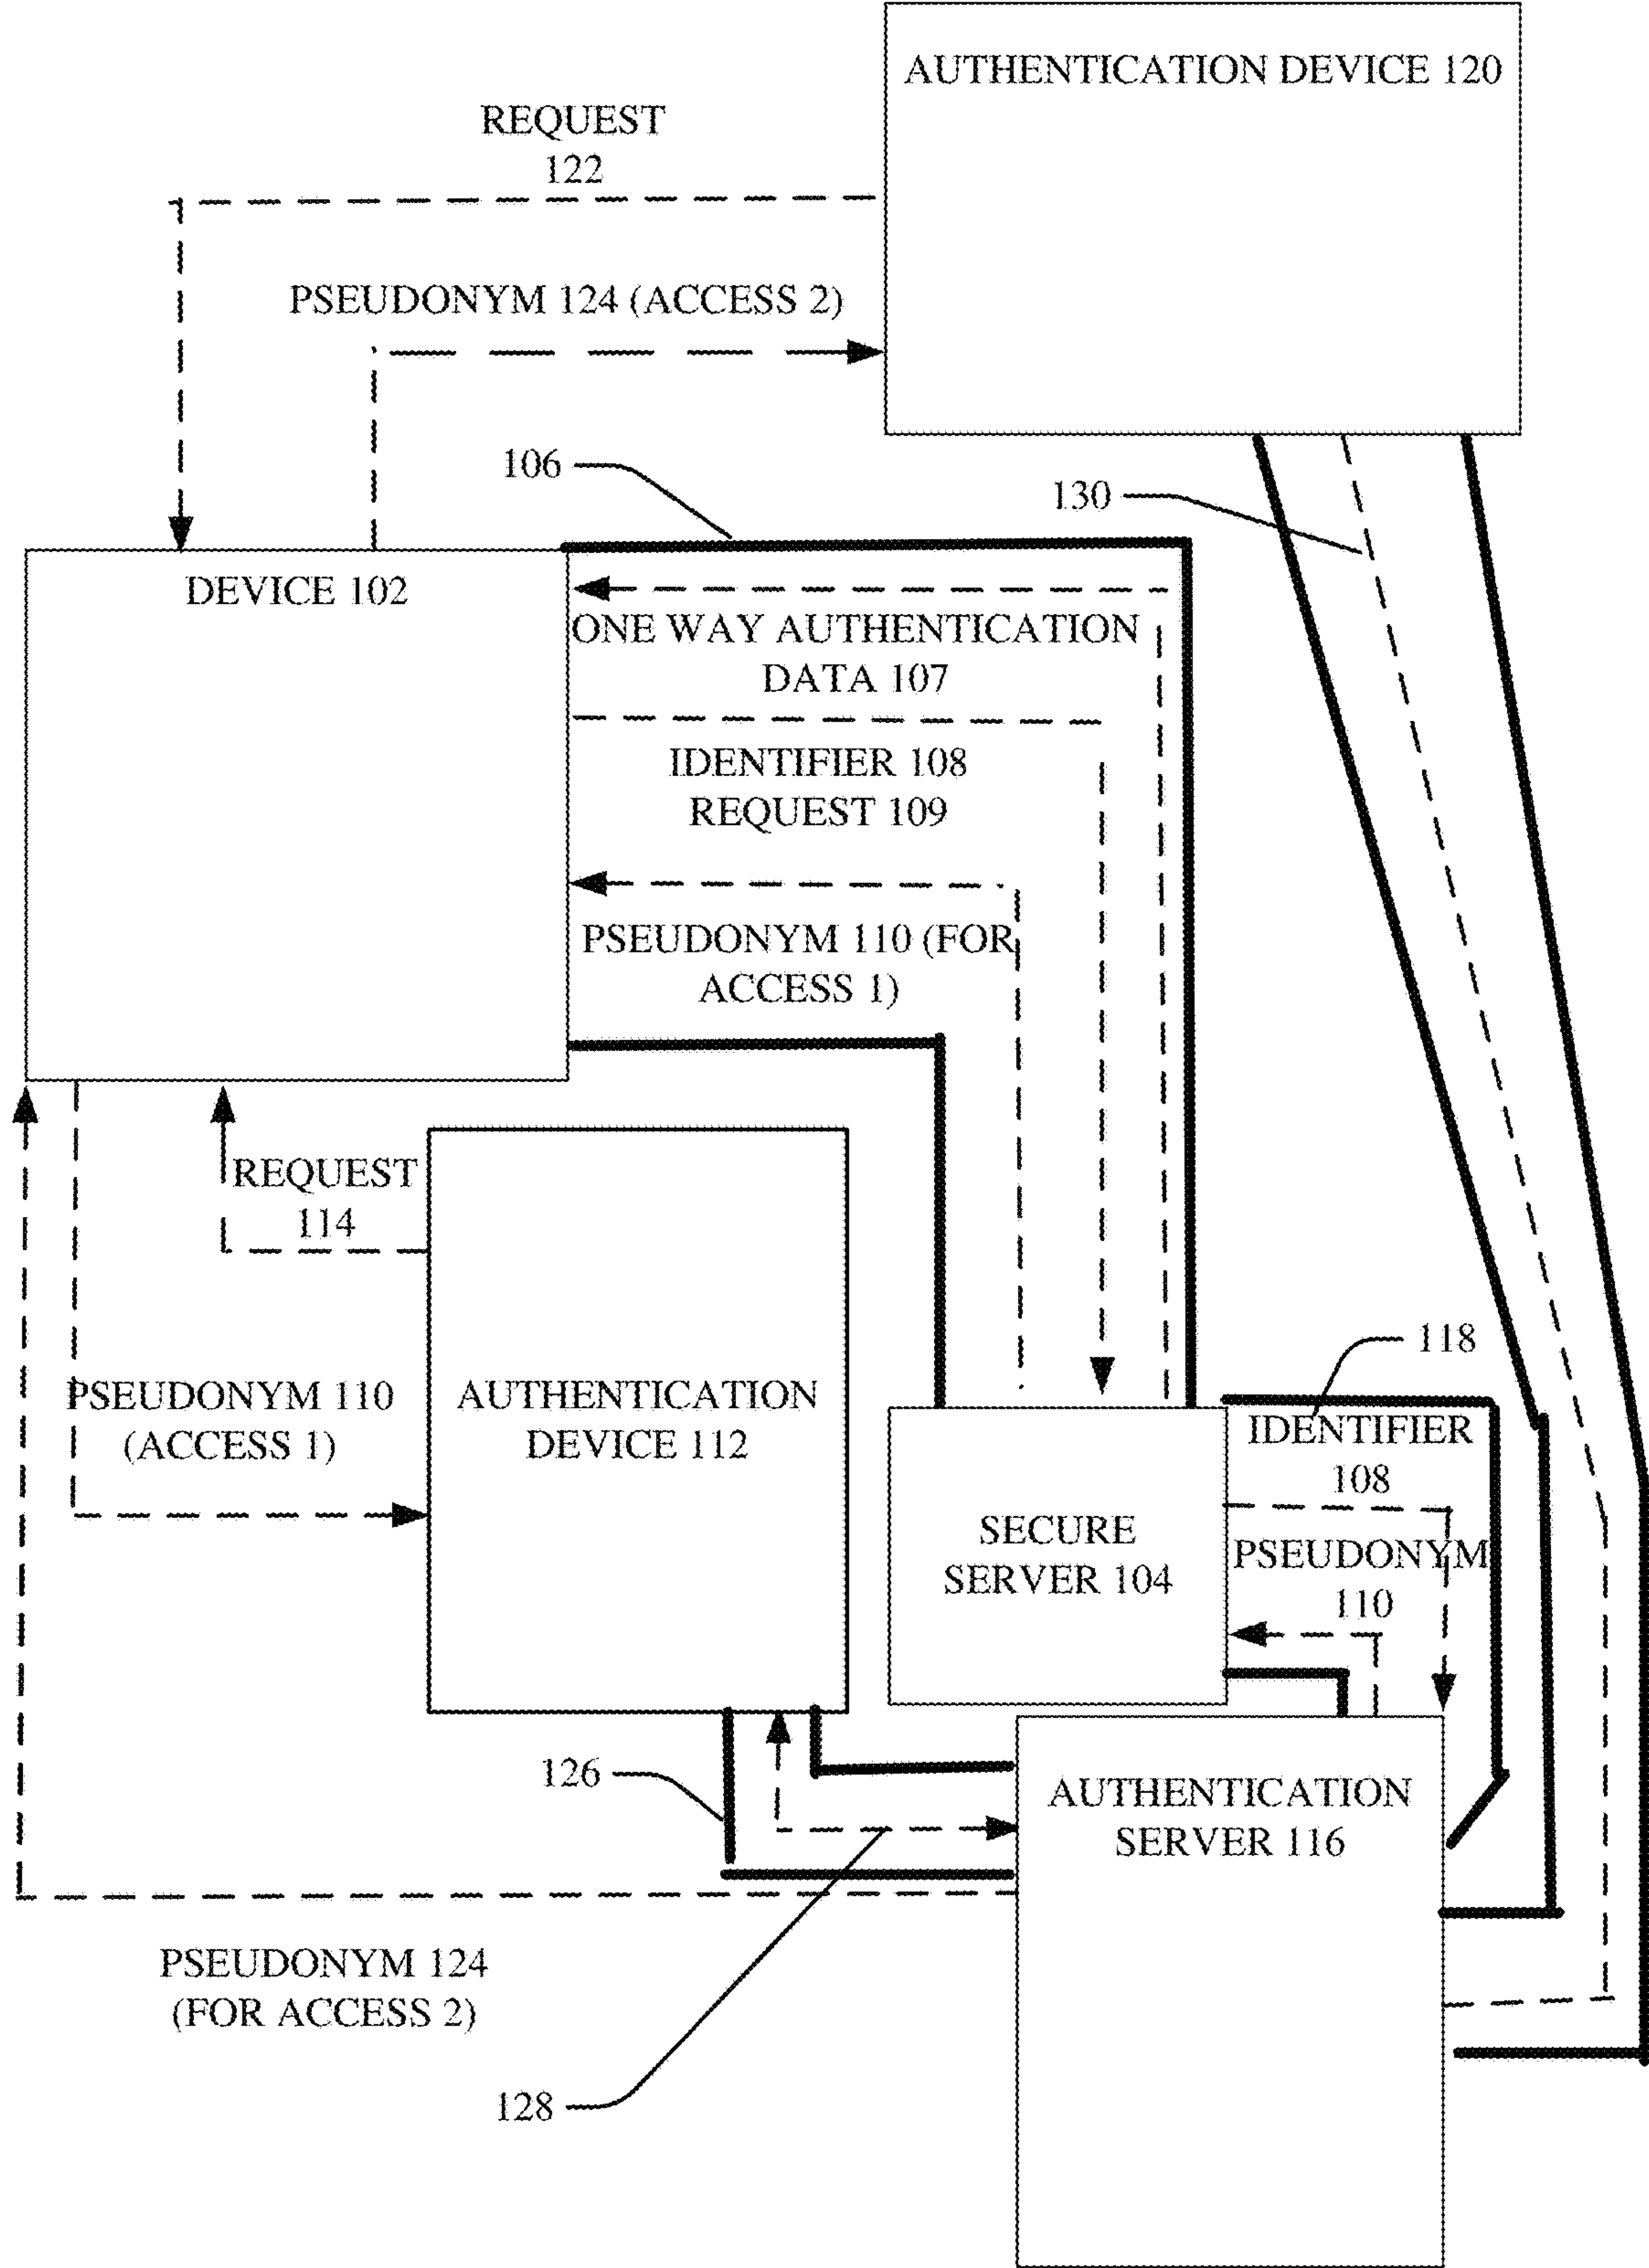 AUTHENTICATION DEVICE 120
REQUEST
122
PSEUDONYM 124 (ACCESS 2)
106
130
DEVICE 102
ONE WAY AUTHENTICATION
DATA 107
IDENTIFIER 108
REQUEST 109
PSEUDONYM 110 (FOR
ACCESS 1)
REQUEST
114
118
PSEUDONYM 110
(ACCESS 1)
AUTHENTICATION
DEVICE 112
IDENTIFIER
108
SECURE
SERVER 104
PSEUDONYM
110
126
AUTHENTICATION
SERVER 116
PSEUDONYM 124
(FOR ACCESS 2)
128